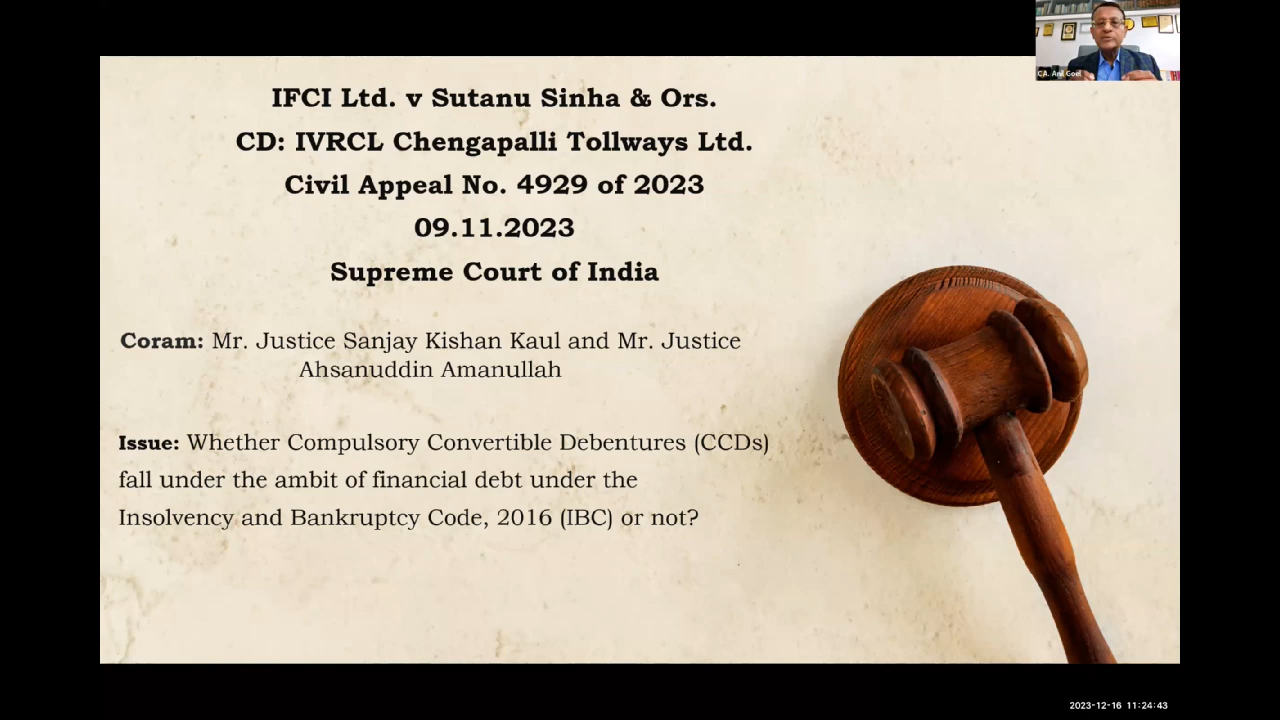 IFCI Ltd. v Sutanu Sinha & Ors.
CD: IVRCL Chengapalli Tollways Ltd.
Civil Appeal No. 4929 of 2023
09.11.2023
Supreme Court of India
Coram: Mr. Justice Sanjay Kishan Kaul and Mr. Justice
Ahsanuddin Amanullah
Issue: Whether Compulsory Convertible Debentures (CCDs)
fall under the ambit of financial debt under the
Insolvency and Bankruptcy Code, 2016 (IBC) or not?
CA. Anil Goel
2023-12-16 11:24:43